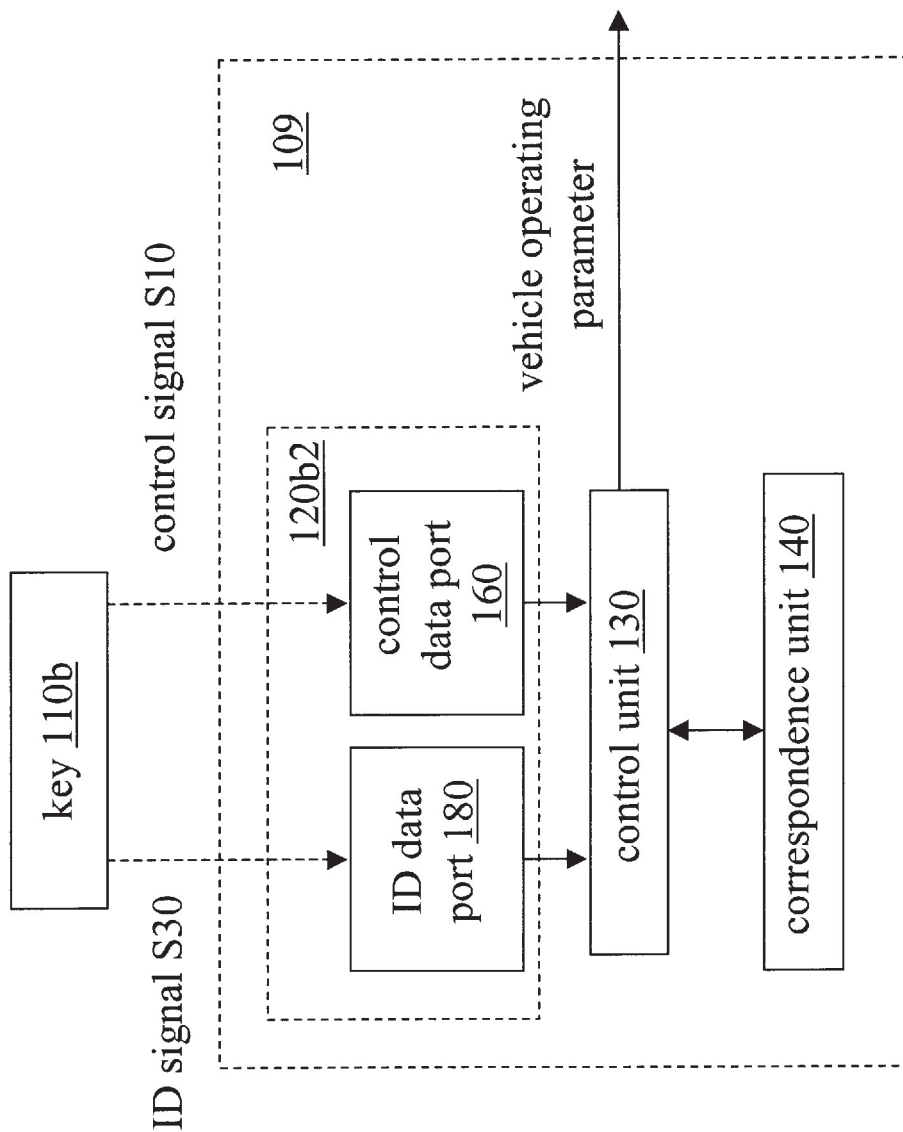 key 110b
ID signal S30
control signal S10
109
120b2
ID data
port 180
control
data port
160
control unit 130
vehicle operating
parameter
correspondence unit 140